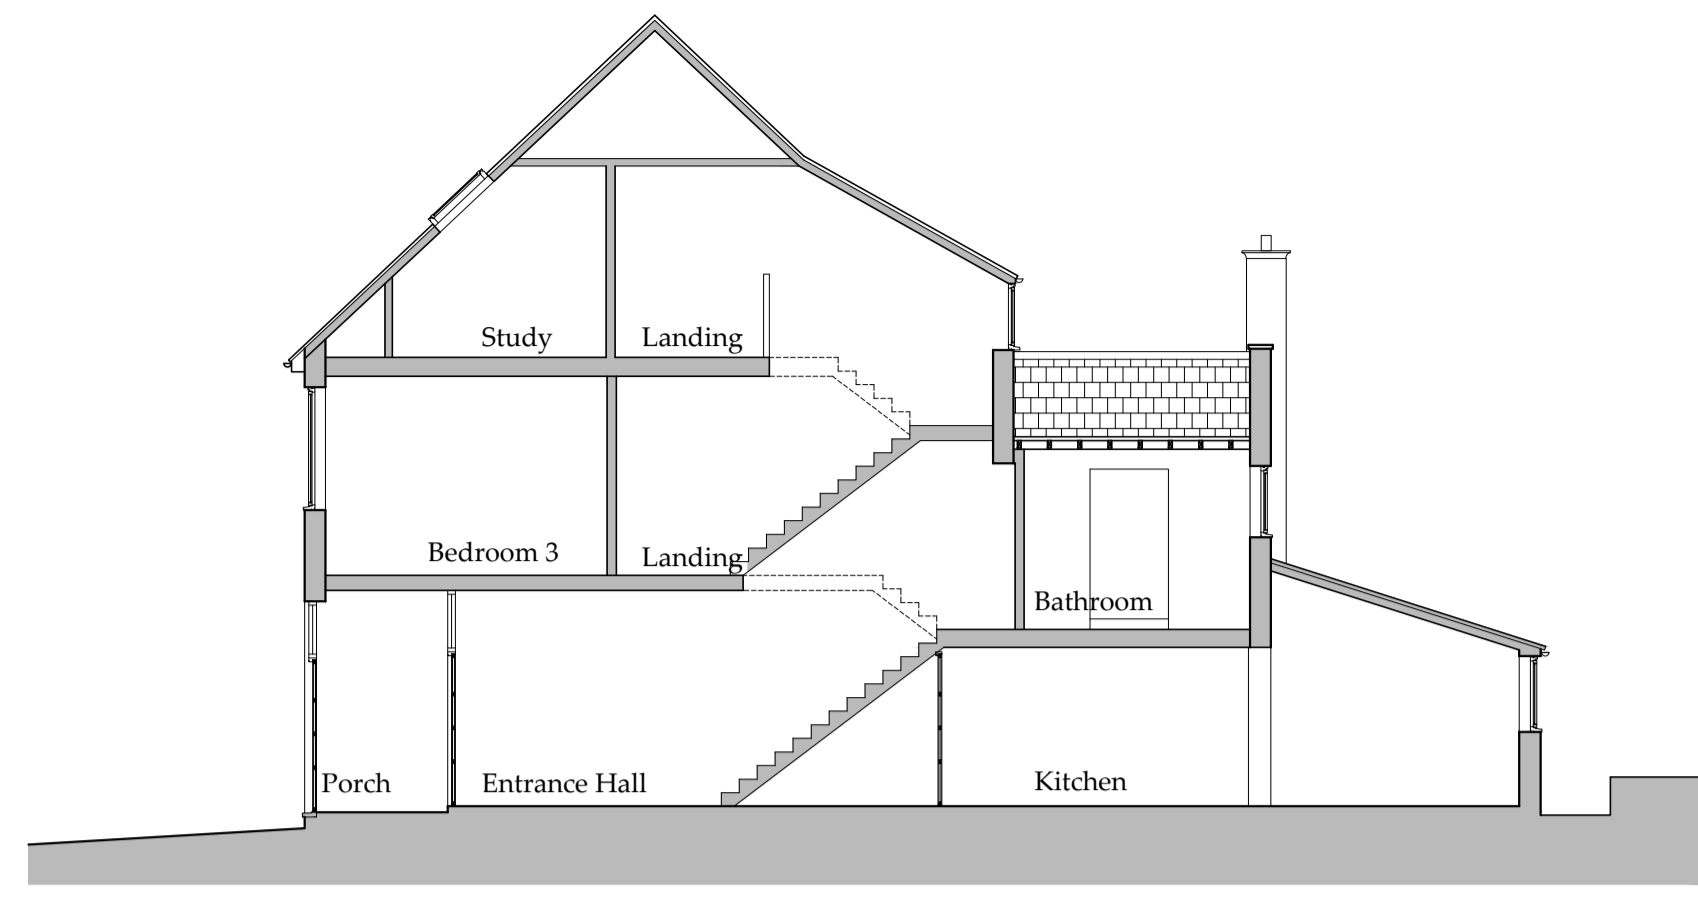 Study
Landing
Bedroom 3
Landing
Bathroom
Porch
Entrance Hall
Kitchen